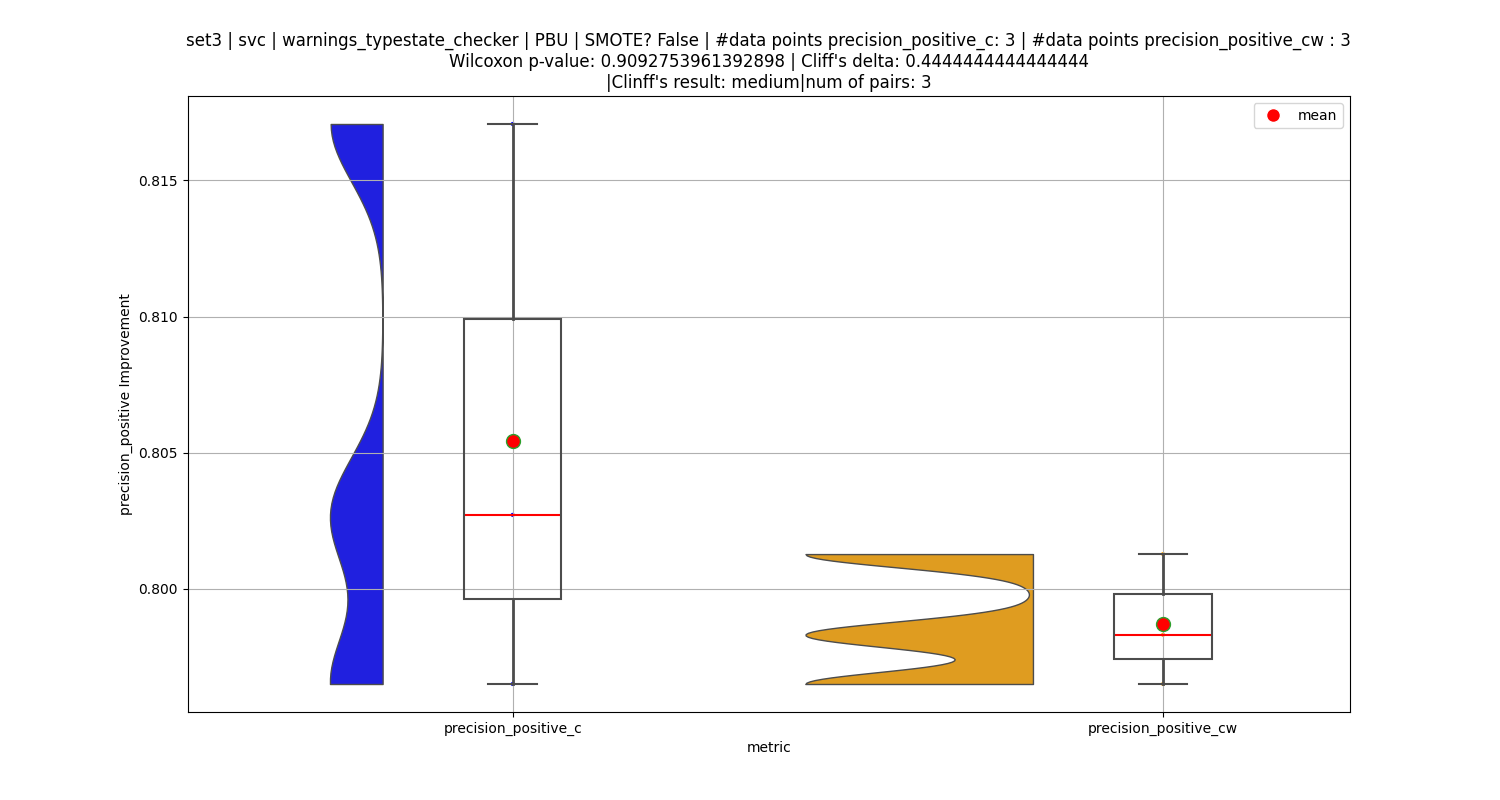 set3 | svc | warnings_typestate_checker | PBU | SMOTE? False | #data points precision_positive_c: 3 | #data points precision_positive_cw : 3
Wilcoxon p-value: 0.9092753961392898 | Cliff's delta: 0.4444444444444444
|Clinff's result: medium|num of pairs: 3
mean
0.815
0.810
0.805
0.800
precision_positive Improvement
precision_positive_c
precision_positive_cw
metric